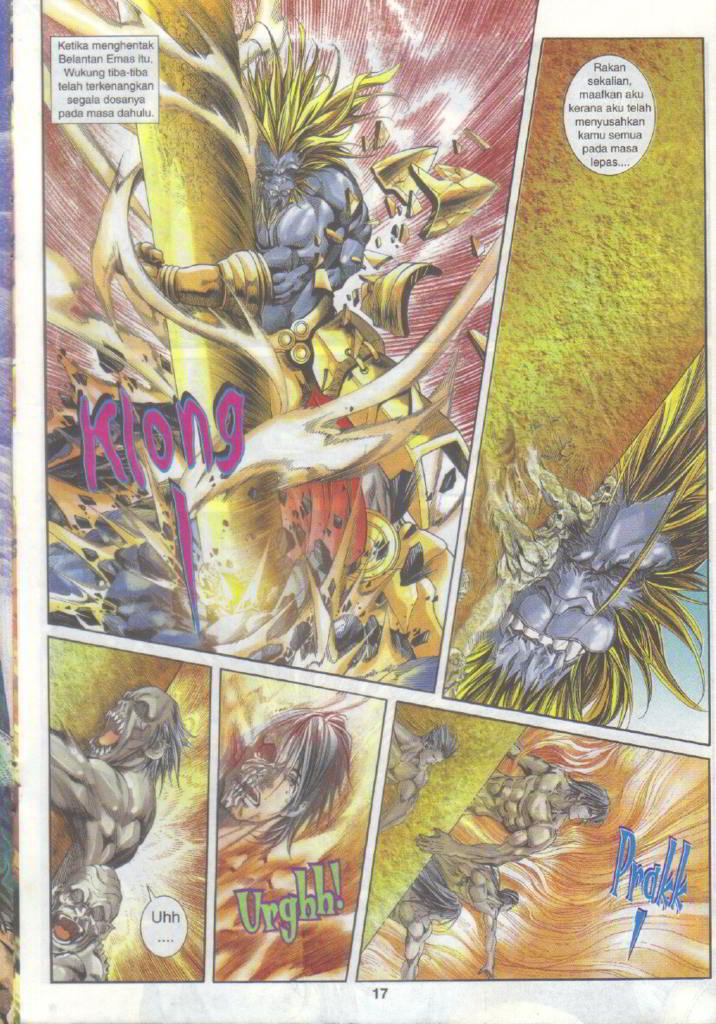 Ketika menghentak
Belantan Emas itu,
Wukung tiba-tiba
telah terkenangkan
segala dosanya
pada masa dahulu.
Rakan
sekalian,
maafkan aku
kerana aku telah
menyusahkan
kamu semua
pada masa
lepas....
Klong
!
Uhh
....
Urghh!
Prakk
!
17